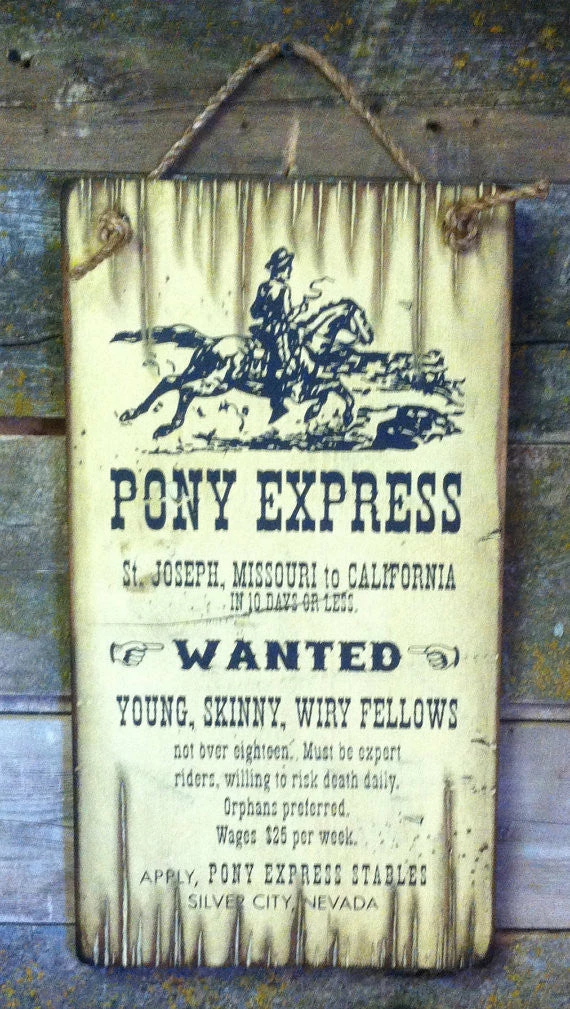 PONY EXPRESS
St. JOSEPH, MISSOURI to CALIFORNIA
IN 10 DAYS OR LESS.
WANTED
YOUNG, SKINNY, WIRY FELLOWS
not over eighteen. Must be expert
riders, willing to risk death daily.
Orphans preferred.
Wages $25 per week.
APPLY, PONY EXPRESS STABLES
SILVER CITY, NEVADA